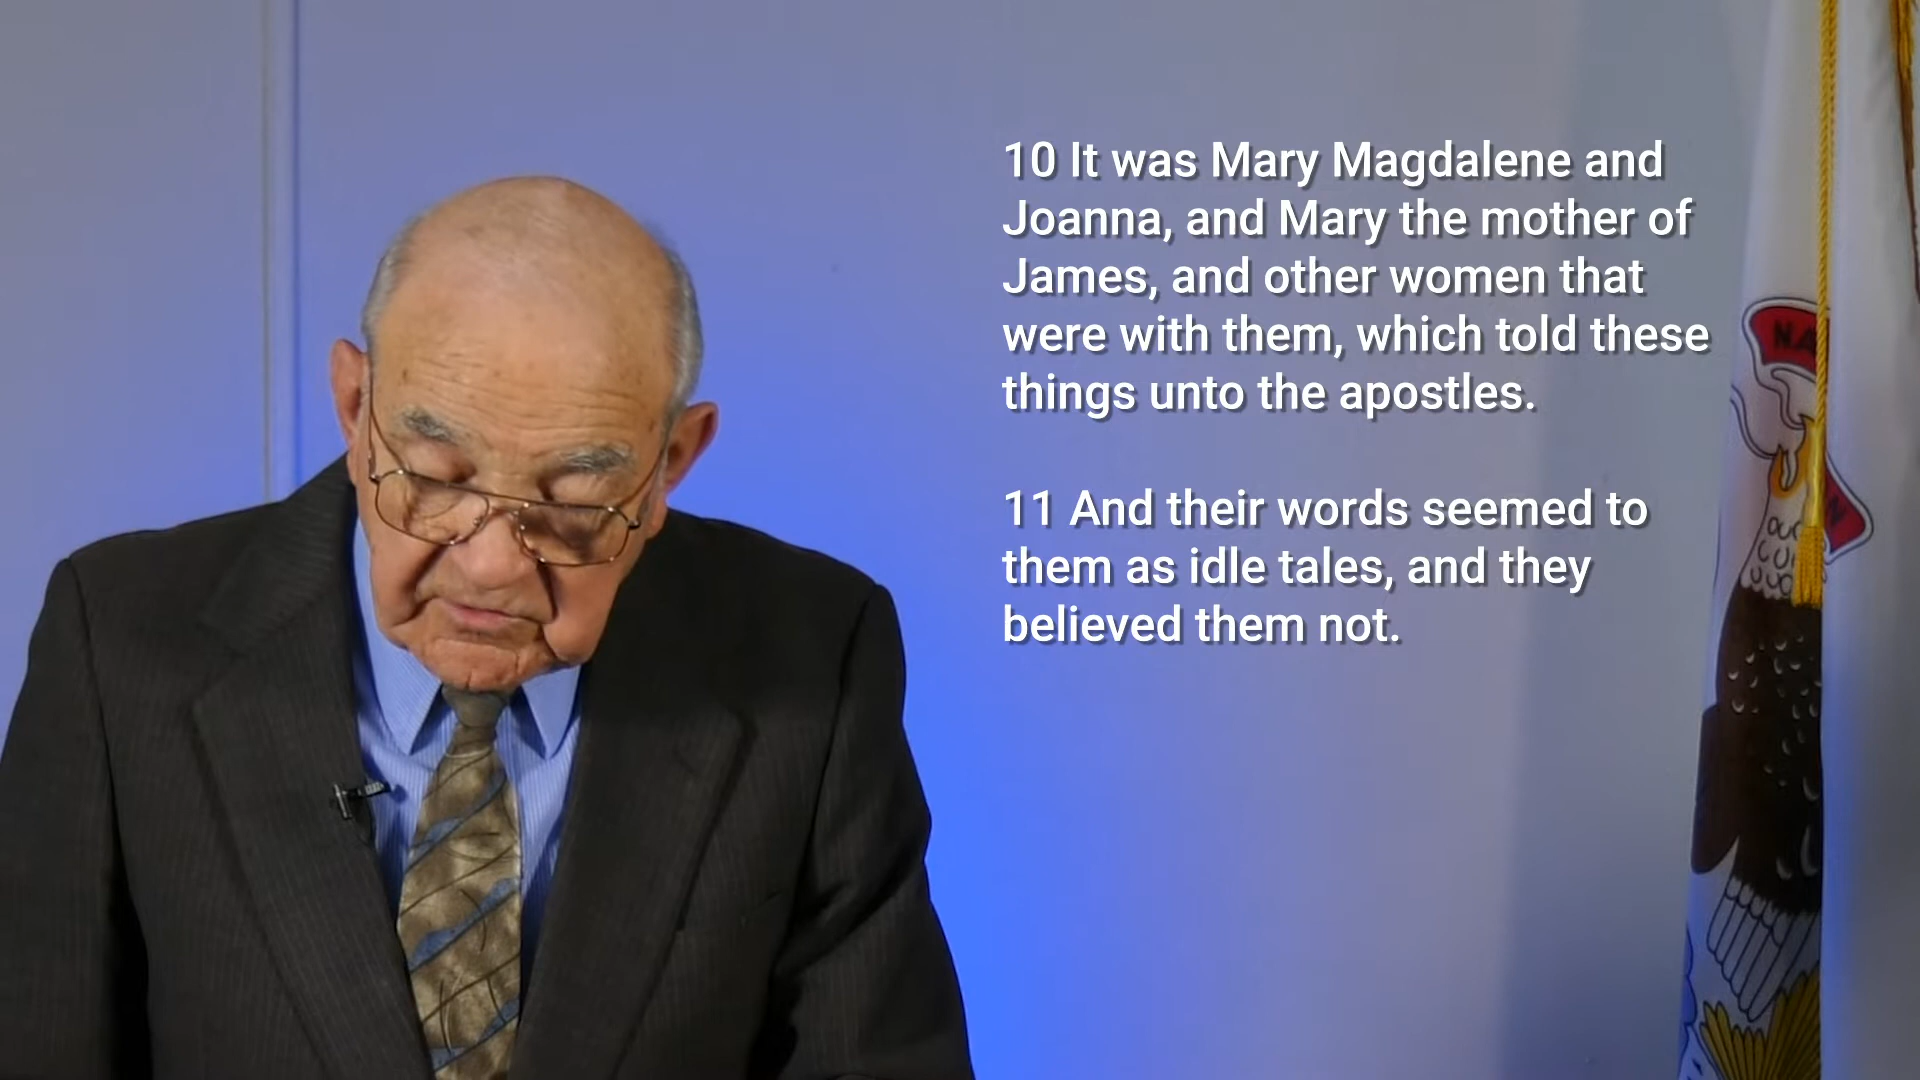 10 It was Mary Magdalene and
Joanna, and Mary the mother of
James, and other women that
were with them, which told these
things unto the apostles.
11 And their words seemed to
them as idle tales, and they
believed them not.